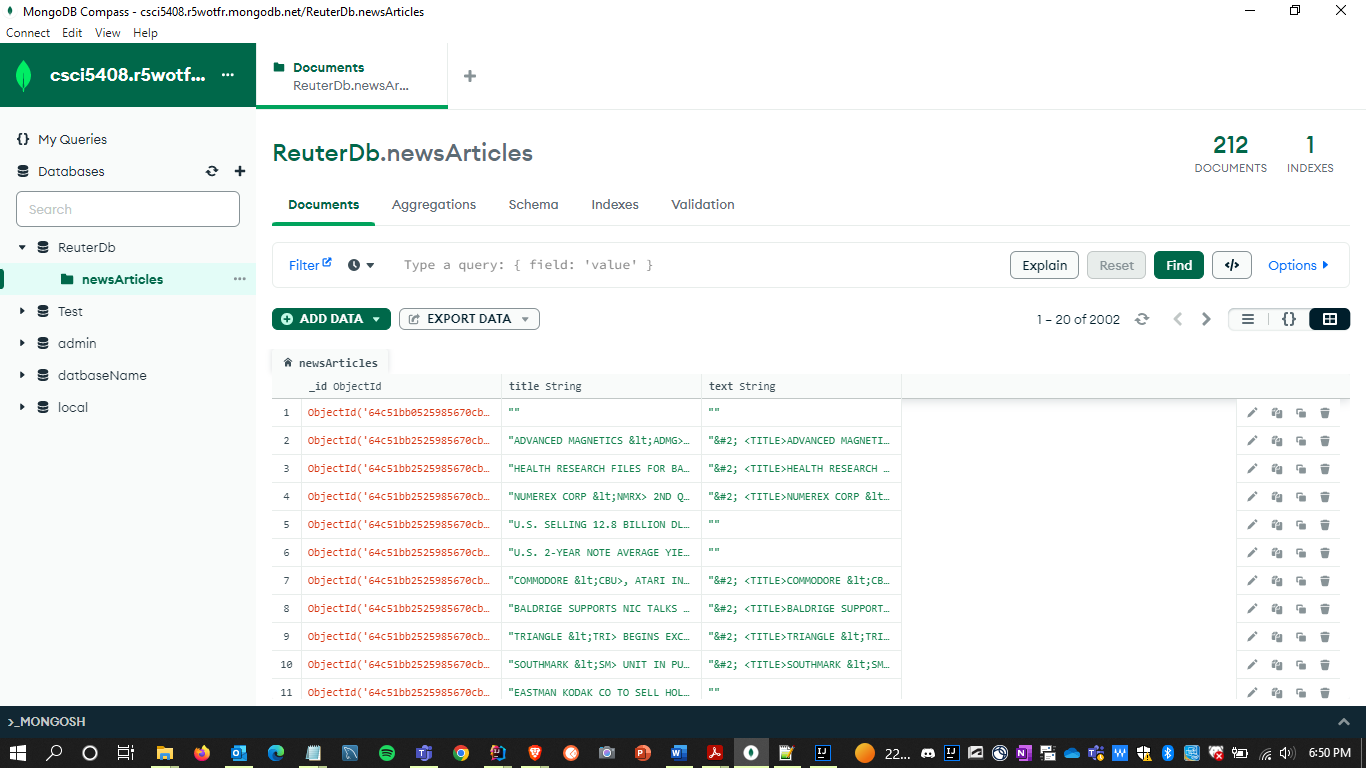 MongoDB Compass - csci5408.r5wotfr.mongodb.net/ReuterDb.newsArticles
Connect Edit View Help
csci5408.r5wotf... ...
Documents
ReuterDb.newsAr...
My Queries
Databases
Search
ReuterDb
newsArticles
Test
admin
datbaseName
local
ReuterDb.newsArticles
212
DOCUMENTS
1
INDEXES
Documents Aggregations Schema Indexes Validation
Filter Type a query: { field: 'value' } Explain Reset Find </> Options
ADD DATA EXPORT DATA 1 – 20 of 2002 {}
newsArticles
_id ObjectId title String text String
1 ObjectId('64c51bb0525985670cb... "" ""
2 ObjectId('64c51bb2525985670cb... "ADVANCED MAGNETICS &lt;ADMG>... "&#2; <TITLE>ADVANCED MAGNETI...
3 ObjectId('64c51bb2525985670cb... "HEALTH RESEARCH FILES FOR BA... "&#2; <TITLE>HEALTH RESEARCH ...
4 ObjectId('64c51bb2525985670cb... "NUMEREX CORP &lt;NMRX> 2ND Q... "&#2; <TITLE>NUMEREX CORP &lt...
5 ObjectId('64c51bb2525985670cb... "U.S. SELLING 12.8 BILLION DL... ""
6 ObjectId('64c51bb2525985670cb... "U.S. 2-YEAR NOTE AVERAGE YIE... ""
7 ObjectId('64c51bb2525985670cb... "COMMODORE &lt;CBU>, ATARI IN... "&#2; <TITLE>COMMODORE &lt;CB...
8 ObjectId('64c51bb2525985670cb... "BALDRIGE SUPPORTS NIC TALKS ... "&#2; <TITLE>BALDRIGE SUPPORT...
9 ObjectId('64c51bb2525985670cb... "TRIANGLE &lt;TRI> BEGINS EXC... "&#2; <TITLE>TRIANGLE &lt;TRI...
10 ObjectId('64c51bb2525985670cb... "SOUTHMARK &lt;SM> UNIT IN PU... "&#2; <TITLE>SOUTHMARK &lt;SM...
11 ObjectId('64c51bb2525985670cb... "EASTMAN KODAK CO TO SELL HOL... ""
>_MONGOSH
22... 6:50 PM